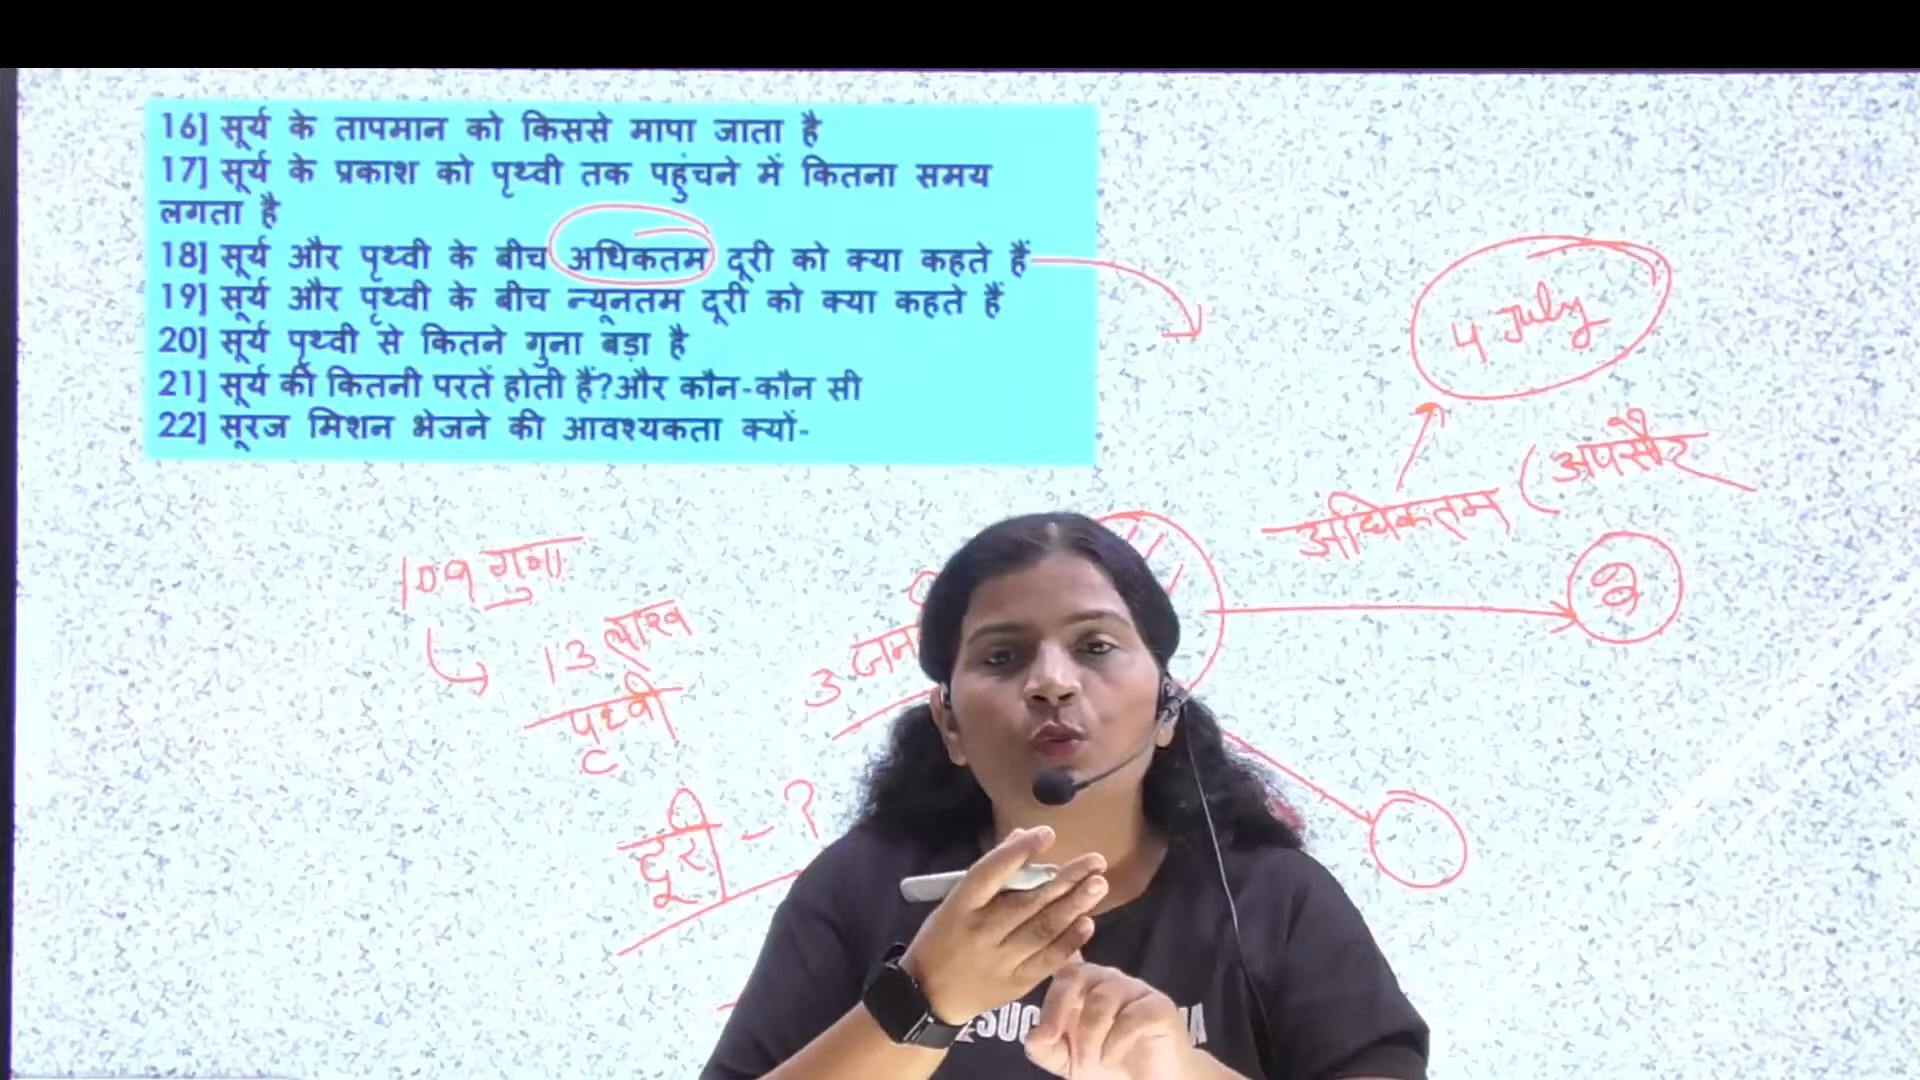 16] सूर्य के तापमान को किससे मापा जाता है
17] सूर्य के प्रकाश को पृथ्वी तक पहुंचने में कितना समय
लगता है
18] सूर्य और पृथ्वी के बीच अधिकतम दूरी को क्या कहते हैं
19] सूर्य और पृथ्वी के बीच न्यूनतम दूरी को क्या कहते हैं
20] सूर्य पृथ्वी से कितने गुना बड़ा है
21] सूर्य की कितनी परतें होती हैं?और कौन-कौन सी
22] सूरज मिशन भेजने की आवश्यकता क्यों-
4 July
अधिकतम (अपसौर
109 गुना
13 लाख
पृथ्वी
3 जन
दूरी - ?